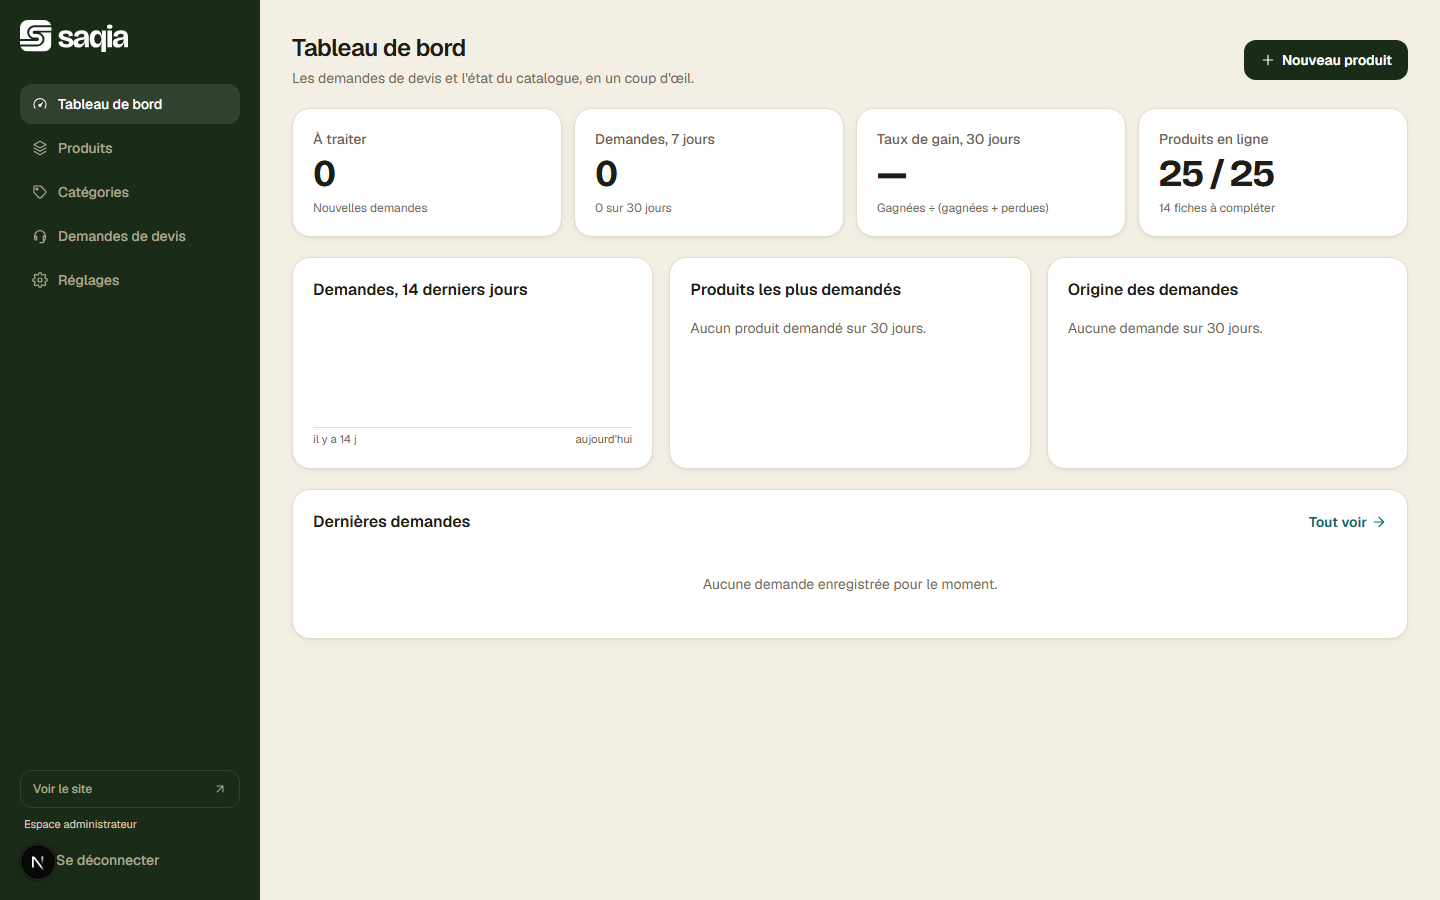 saqia
Tableau de bord
Produits
Catégories
Demandes de devis
Réglages
Voir le site
Espace administrateur
N
Se déconnecter
Tableau de bord
Les demandes de devis et l'état du catalogue, en un coup d'œil.
+ Nouveau produit
À traiter
0
Nouvelles demandes
Demandes, 7 jours
0
0 sur 30 jours
Taux de gain, 30 jours
—
Gagnées ÷ (gagnées + perdues)
Produits en ligne
25 / 25
14 fiches à compléter
Demandes, 14 derniers jours
il y a 14 j
aujourd'hui
Produits les plus demandés
Aucun produit demandé sur 30 jours.
Origine des demandes
Aucune demande sur 30 jours.
Dernières demandes
Tout voir →
Aucune demande enregistrée pour le moment.